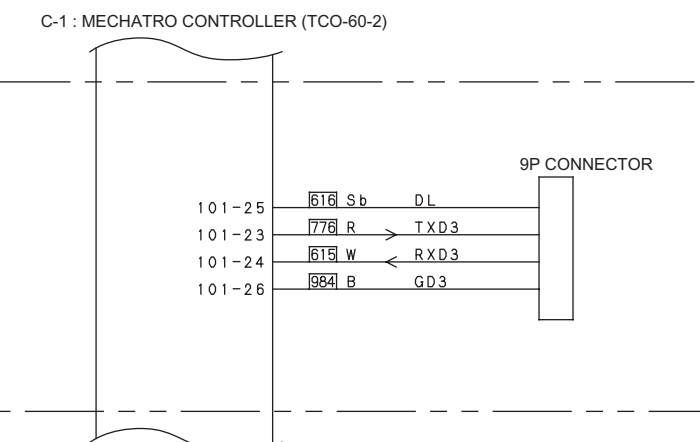 C-1 : MECHATRO CONTROLLER (TCO-60-2)
9P CONNECTOR
101-25 616 Sb DL
101-23 776 R TXD3
101-24 615 W RXD3
101-26 984 B GD3